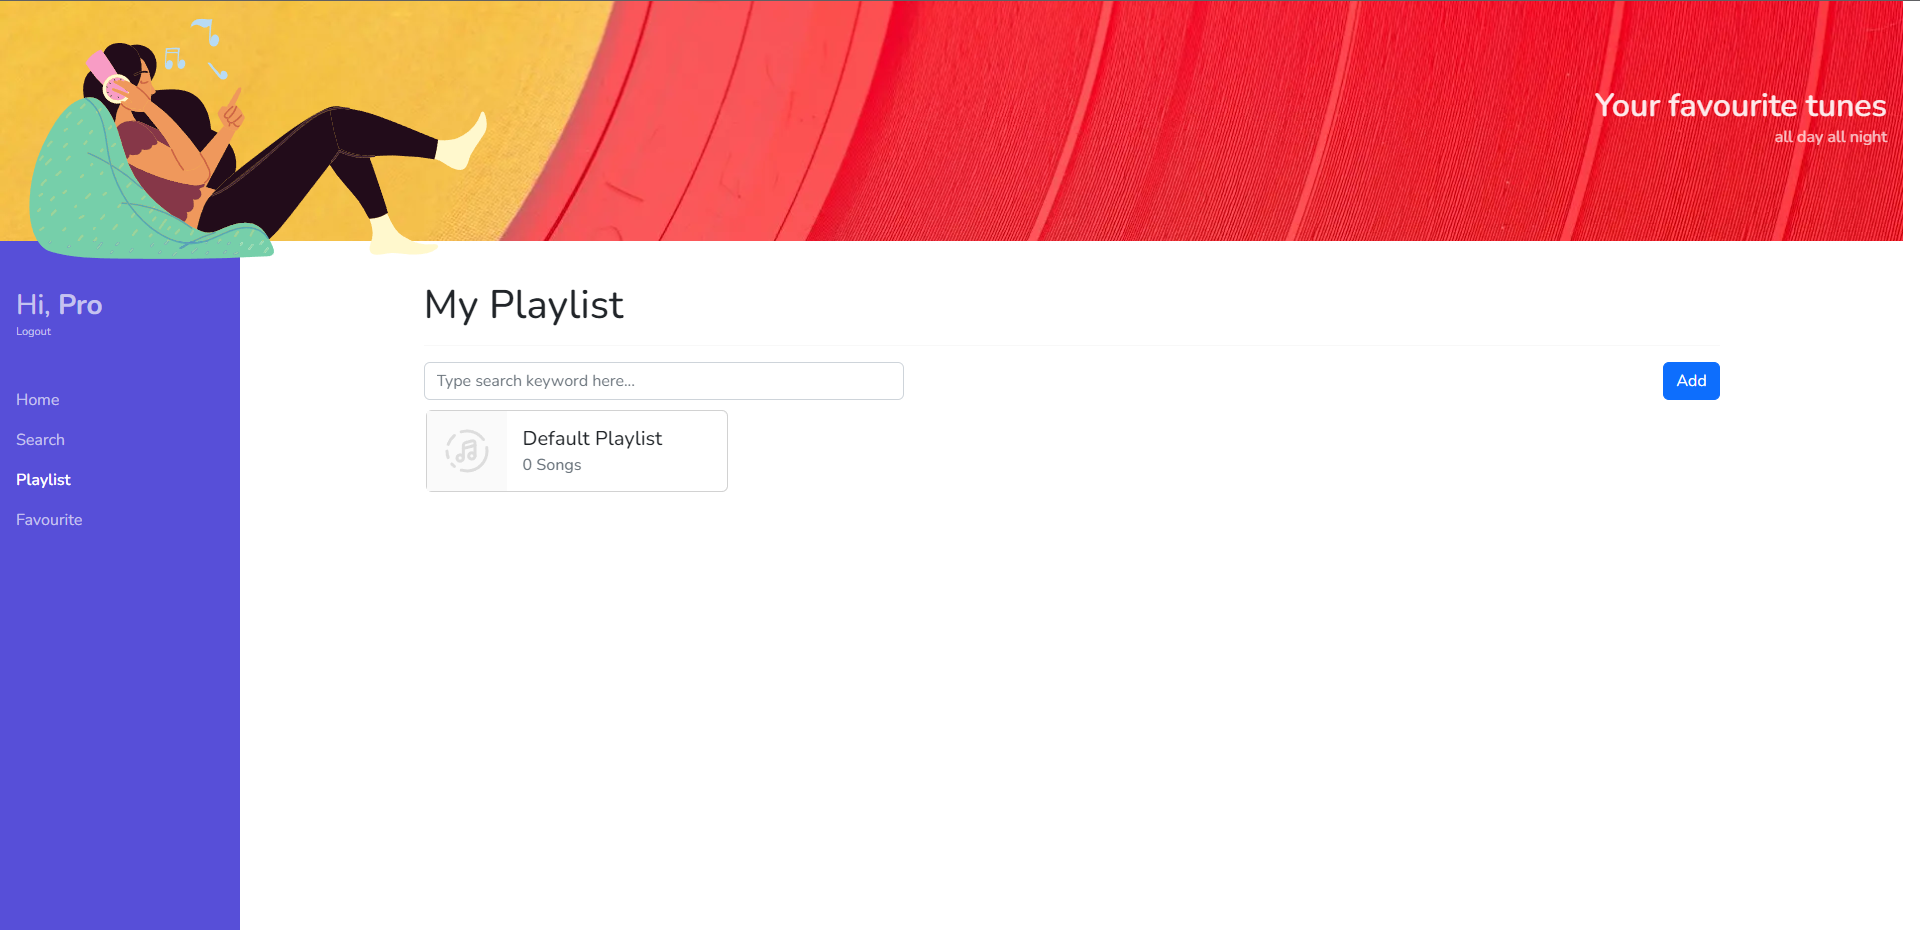 Your favourite tunes
all day all night
Hi, Pro
Logout
Home
Search
Playlist
Favourite
My Playlist
Type search keyword here...
Add
Default Playlist
0 Songs